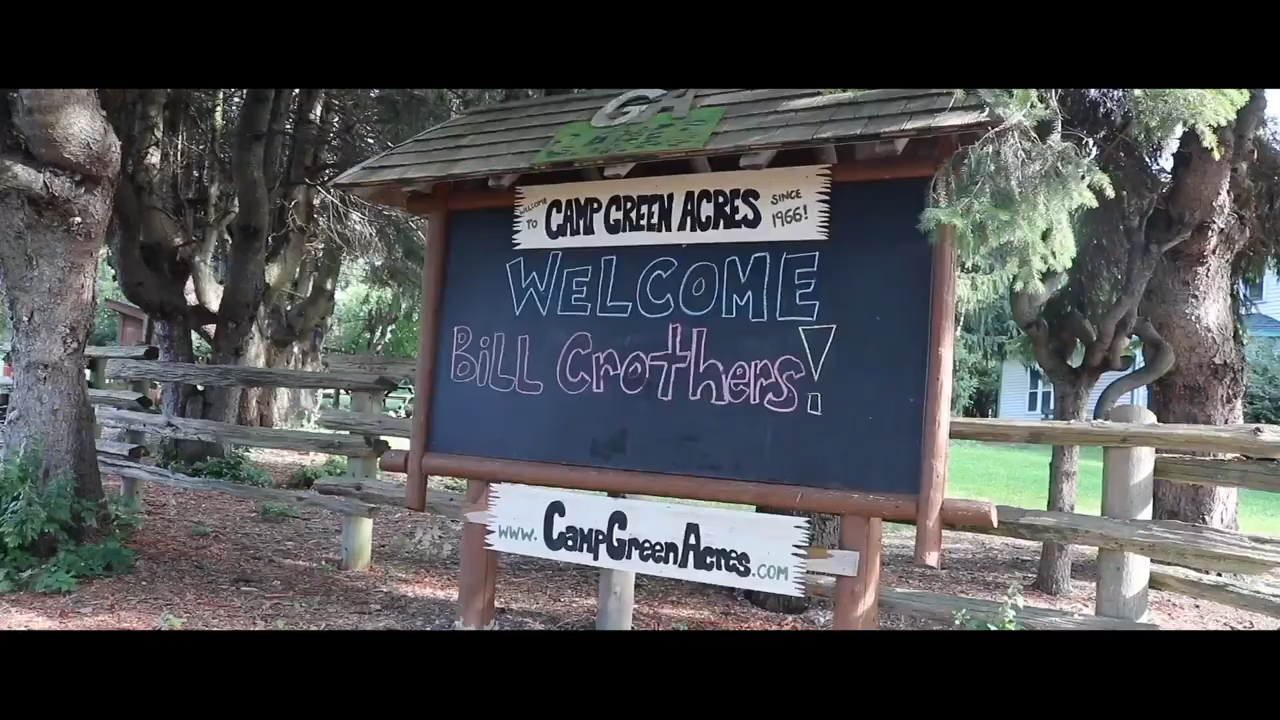 GA
WELCOME TO CAMP GREEN ACRES SINCE 1966!
WELCOME
BiLL Crothers!
www.CampGreenAcres.com